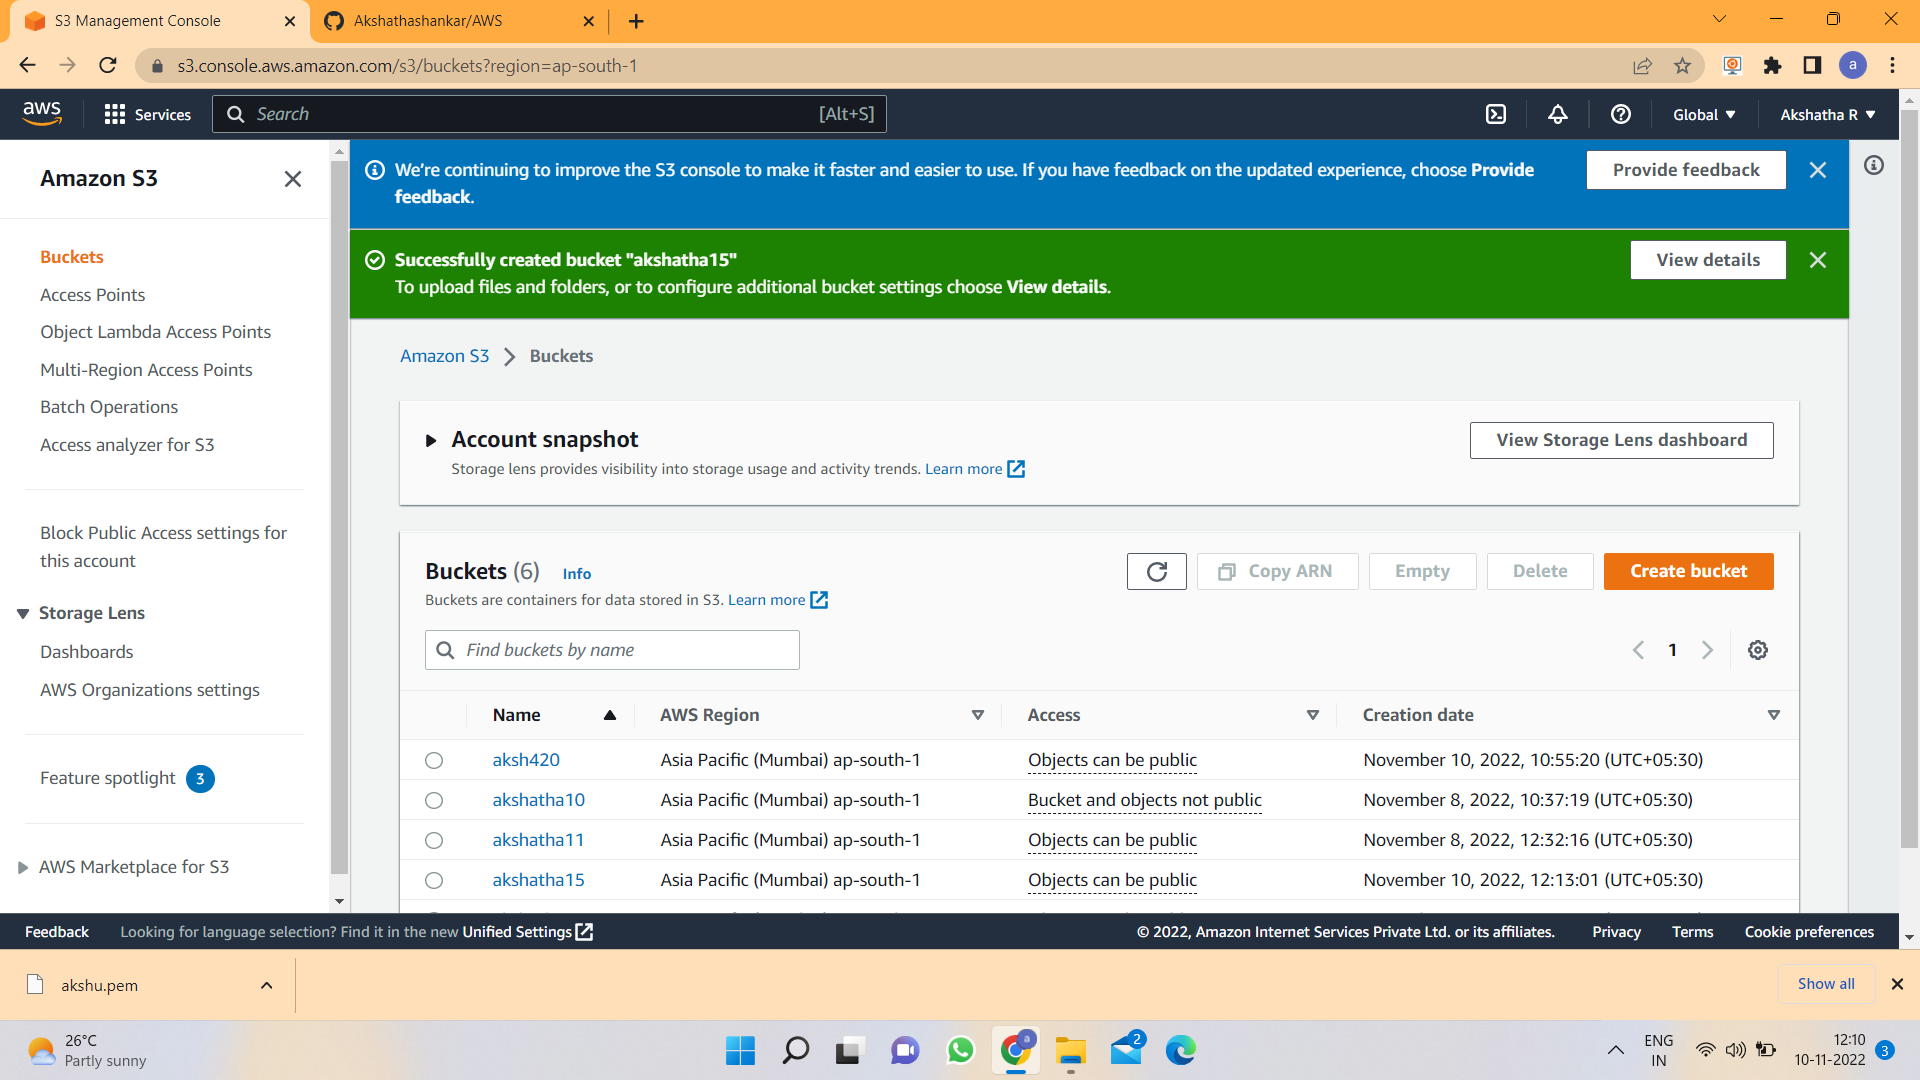 S3 Management Console
Akshathashankar/AWS
s3.console.aws.amazon.com/s3/buckets?region=ap-south-1
a
aws
Services
Search
[Alt+S]
Global
Akshatha R
Amazon S3
Buckets
Access Points
Object Lambda Access Points
Multi-Region Access Points
Batch Operations
Access analyzer for S3
Block Public Access settings for
this account
Storage Lens
Dashboards
AWS Organizations settings
Feature spotlight 3
AWS Marketplace for S3
We're continuing to improve the S3 console to make it faster and easier to use. If you have feedback on the updated experience, choose Provide
feedback.
Provide feedback
Successfully created bucket "akshatha15"
To upload files and folders, or to configure additional bucket settings choose View details.
View details
Amazon S3 Buckets
Account snapshot
Storage lens provides visibility into storage usage and activity trends. Learn more
View Storage Lens dashboard
Buckets (6) Info
Buckets are containers for data stored in S3. Learn more
Copy ARN
Empty
Delete
Create bucket
Find buckets by name
1
Name AWS Region Access Creation date
aksh420 Asia Pacific (Mumbai) ap-south-1 Objects can be public November 10, 2022, 10:55:20 (UTC+05:30)
akshatha10 Asia Pacific (Mumbai) ap-south-1 Bucket and objects not public November 8, 2022, 10:37:19 (UTC+05:30)
akshatha11 Asia Pacific (Mumbai) ap-south-1 Objects can be public November 8, 2022, 12:32:16 (UTC+05:30)
akshatha15 Asia Pacific (Mumbai) ap-south-1 Objects can be public November 10, 2022, 12:13:01 (UTC+05:30)
Feedback
Looking for language selection? Find it in the new Unified Settings
© 2022, Amazon Internet Services Private Ltd. or its affiliates.
Privacy
Terms
Cookie preferences
akshu.pem
Show all
26°C
Partly sunny
a
2
ENG
IN
12:10
10-11-2022
3